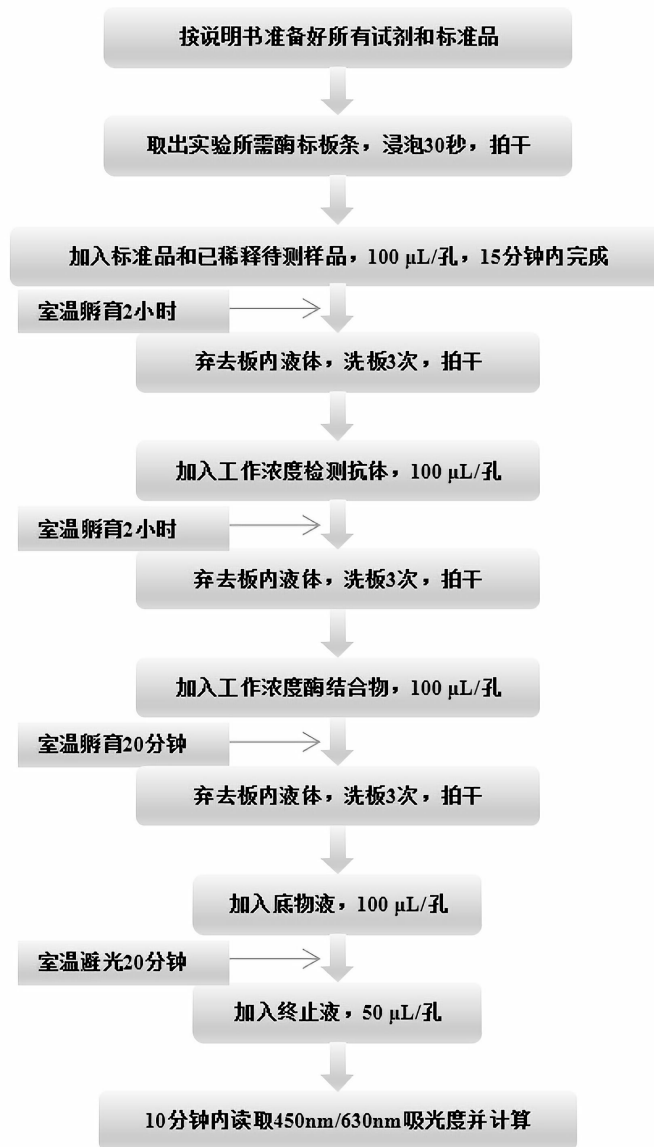 按说明书准备好所有试剂和标准品
取出实验所需酶标板条，浸泡30秒，拍干
加入标准品和已稀释待测样品，100 μL/孔，15分钟内完成
室温孵育2小时
弃去板内液体，洗板3次，拍干
加入工作浓度检测抗体，100 μL/孔
室温孵育2小时
弃去板内液体，洗板3次，拍干
加入工作浓度酶结合物，100 μL/孔
室温孵育20分钟
弃去板内液体，洗板3次，拍干
加入底物液，100 μL/孔
室温避光20分钟
加入终止液，50 μL/孔
10分钟内读取450nm/630nm吸光度并计算